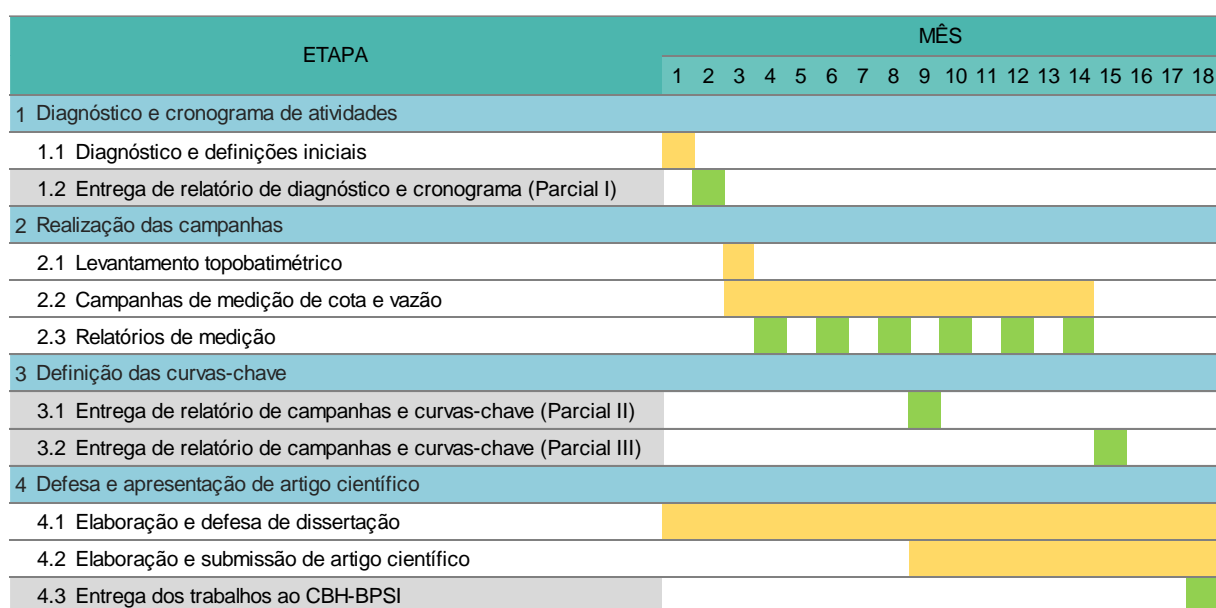 ETAPA
MÊS
1 2 3 4 5 6 7 8 9 10 11 12 13 14 15 16 17 18
1 Diagnóstico e cronograma de atividades
1.1 Diagnóstico e definições iniciais
1.2 Entrega de relatório de diagnóstico e cronograma (Parcial I)
2 Realização das campanhas
2.1 Levantamento topobatimétrico
2.2 Campanhas de medição de cota e vazão
2.3 Relatórios de medição
3 Definição das curvas-chave
3.1 Entrega de relatório de campanhas e curvas-chave (Parcial II)
3.2 Entrega de relatório de campanhas e curvas-chave (Parcial III)
4 Defesa e apresentação de artigo científico
4.1 Elaboração e defesa de dissertação
4.2 Elaboração e submissão de artigo científico
4.3 Entrega dos trabalhos ao CBH-BPSI